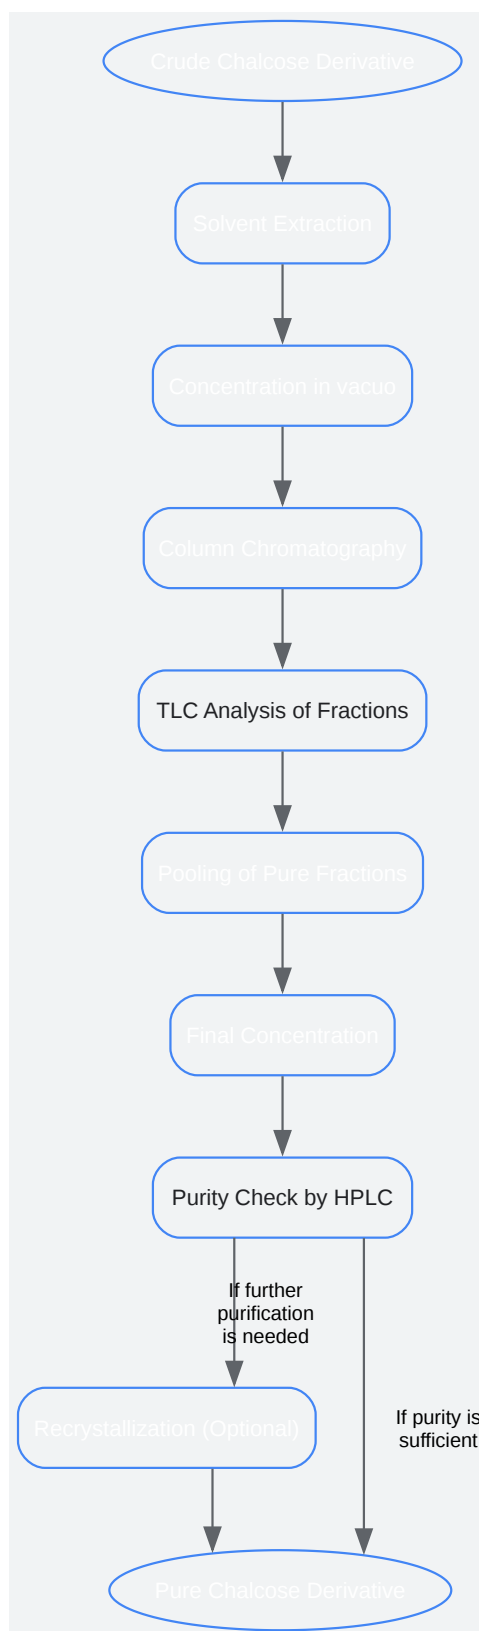 Crude Chalcose Derivative
Solvent Extraction
Concentration in vacuo
Column Chromatography
TLC Analysis of Fractions
Pooling of Pure Fractions
Final Concentration
Purity Check by HPLC
If further
purification
is needed
If purity is
sufficient
Recrystallization (Optional)
Pure Chalcose Derivative